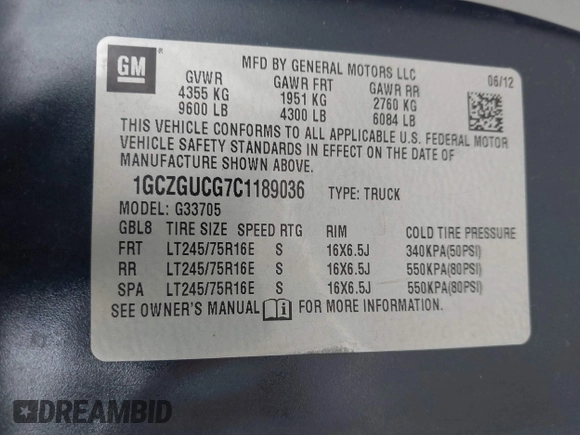 GM
MFD BY GENERAL MOTORS LLC
06/12
GVWR GAWR FRT GAWR RR
4355 KG 1951 KG 2760 KG
9600 LB 4300 LB 6084 LB
THIS VEHICLE CONFORMS TO ALL APPLICABLE U.S. FEDERAL MOTOR
VEHICLE SAFETY STANDARDS IN EFFECT ON THE DATE OF
MANUFACTURE SHOWN ABOVE.
1GCZGUCG7C1189036 TYPE: TRUCK
MODEL: G33705
GBL8 TIRE SIZE SPEED RTG RIM COLD TIRE PRESSURE
FRT LT245/75R16E S 16X6.5J 340KPA(50PSI)
RR LT245/75R16E S 16X6.5J 550KPA(80PSI)
SPA LT245/75R16E S 16X6.5J 550KPA(80PSI)
SEE OWNER'S MANUAL FOR MORE INFORMATION.
DREAMBID